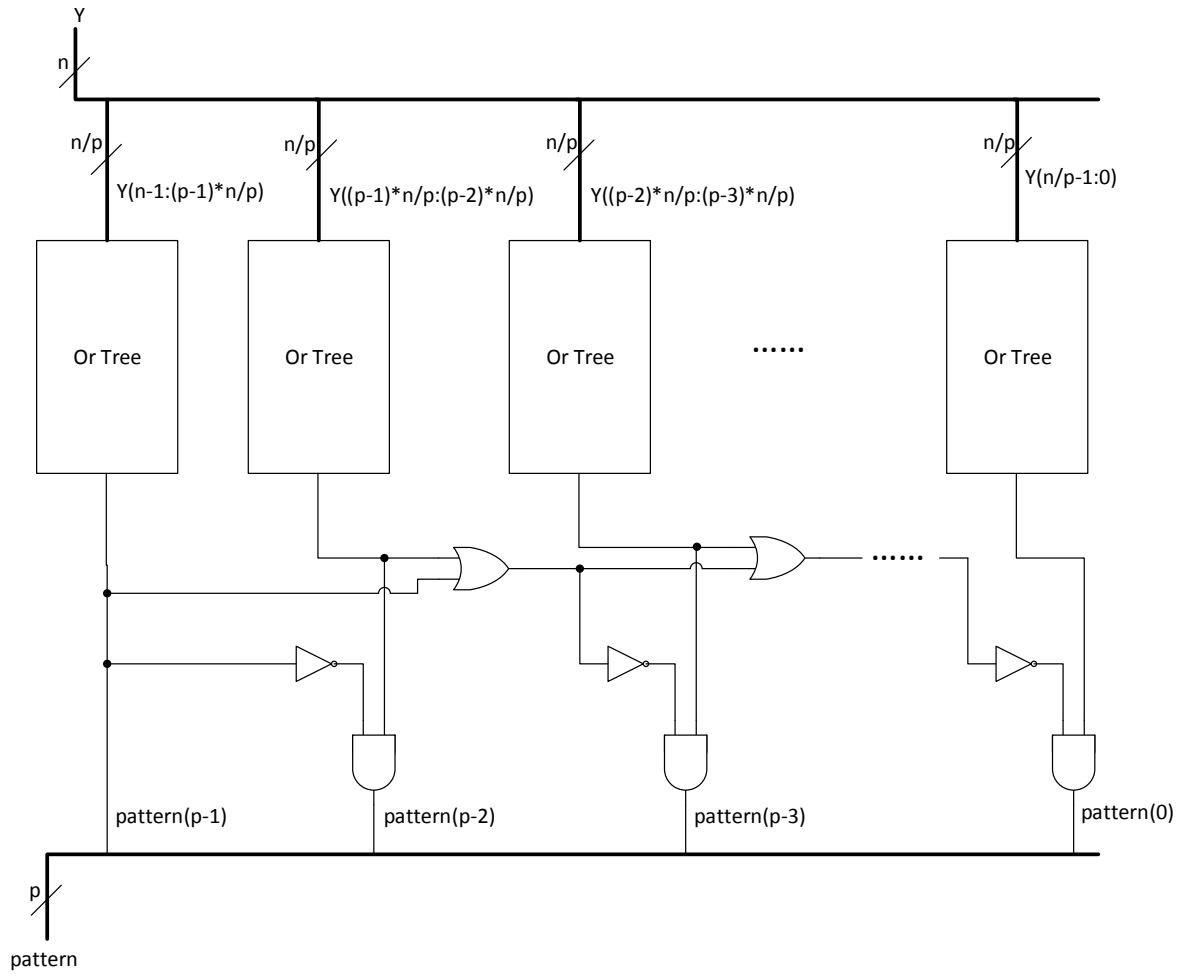 Y
n
n/p
n/p
n/p
n/p
Y(n-1:(p-1)*n/p)
Y((p-1)*n/p:(p-2)*n/p)
Y((p-2)*n/p:(p-3)*n/p)
Y(n/p-1:0)
Or Tree
Or Tree
Or Tree
......
Or Tree
......
pattern(p-1)
pattern(p-2)
pattern(p-3)
pattern(0)
p
pattern